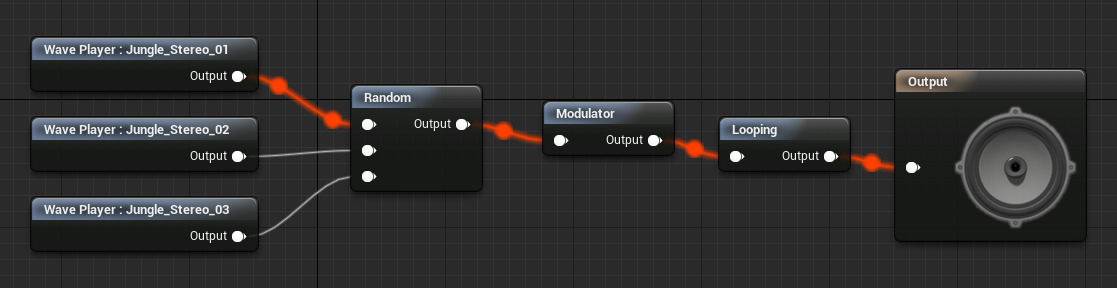 Wave Player : Jungle_Stereo_01
Output
Wave Player : Jungle_Stereo_02
Output
Wave Player : Jungle_Stereo_03
Output
Random
Output
Modulator
Output
Looping
Output
Output